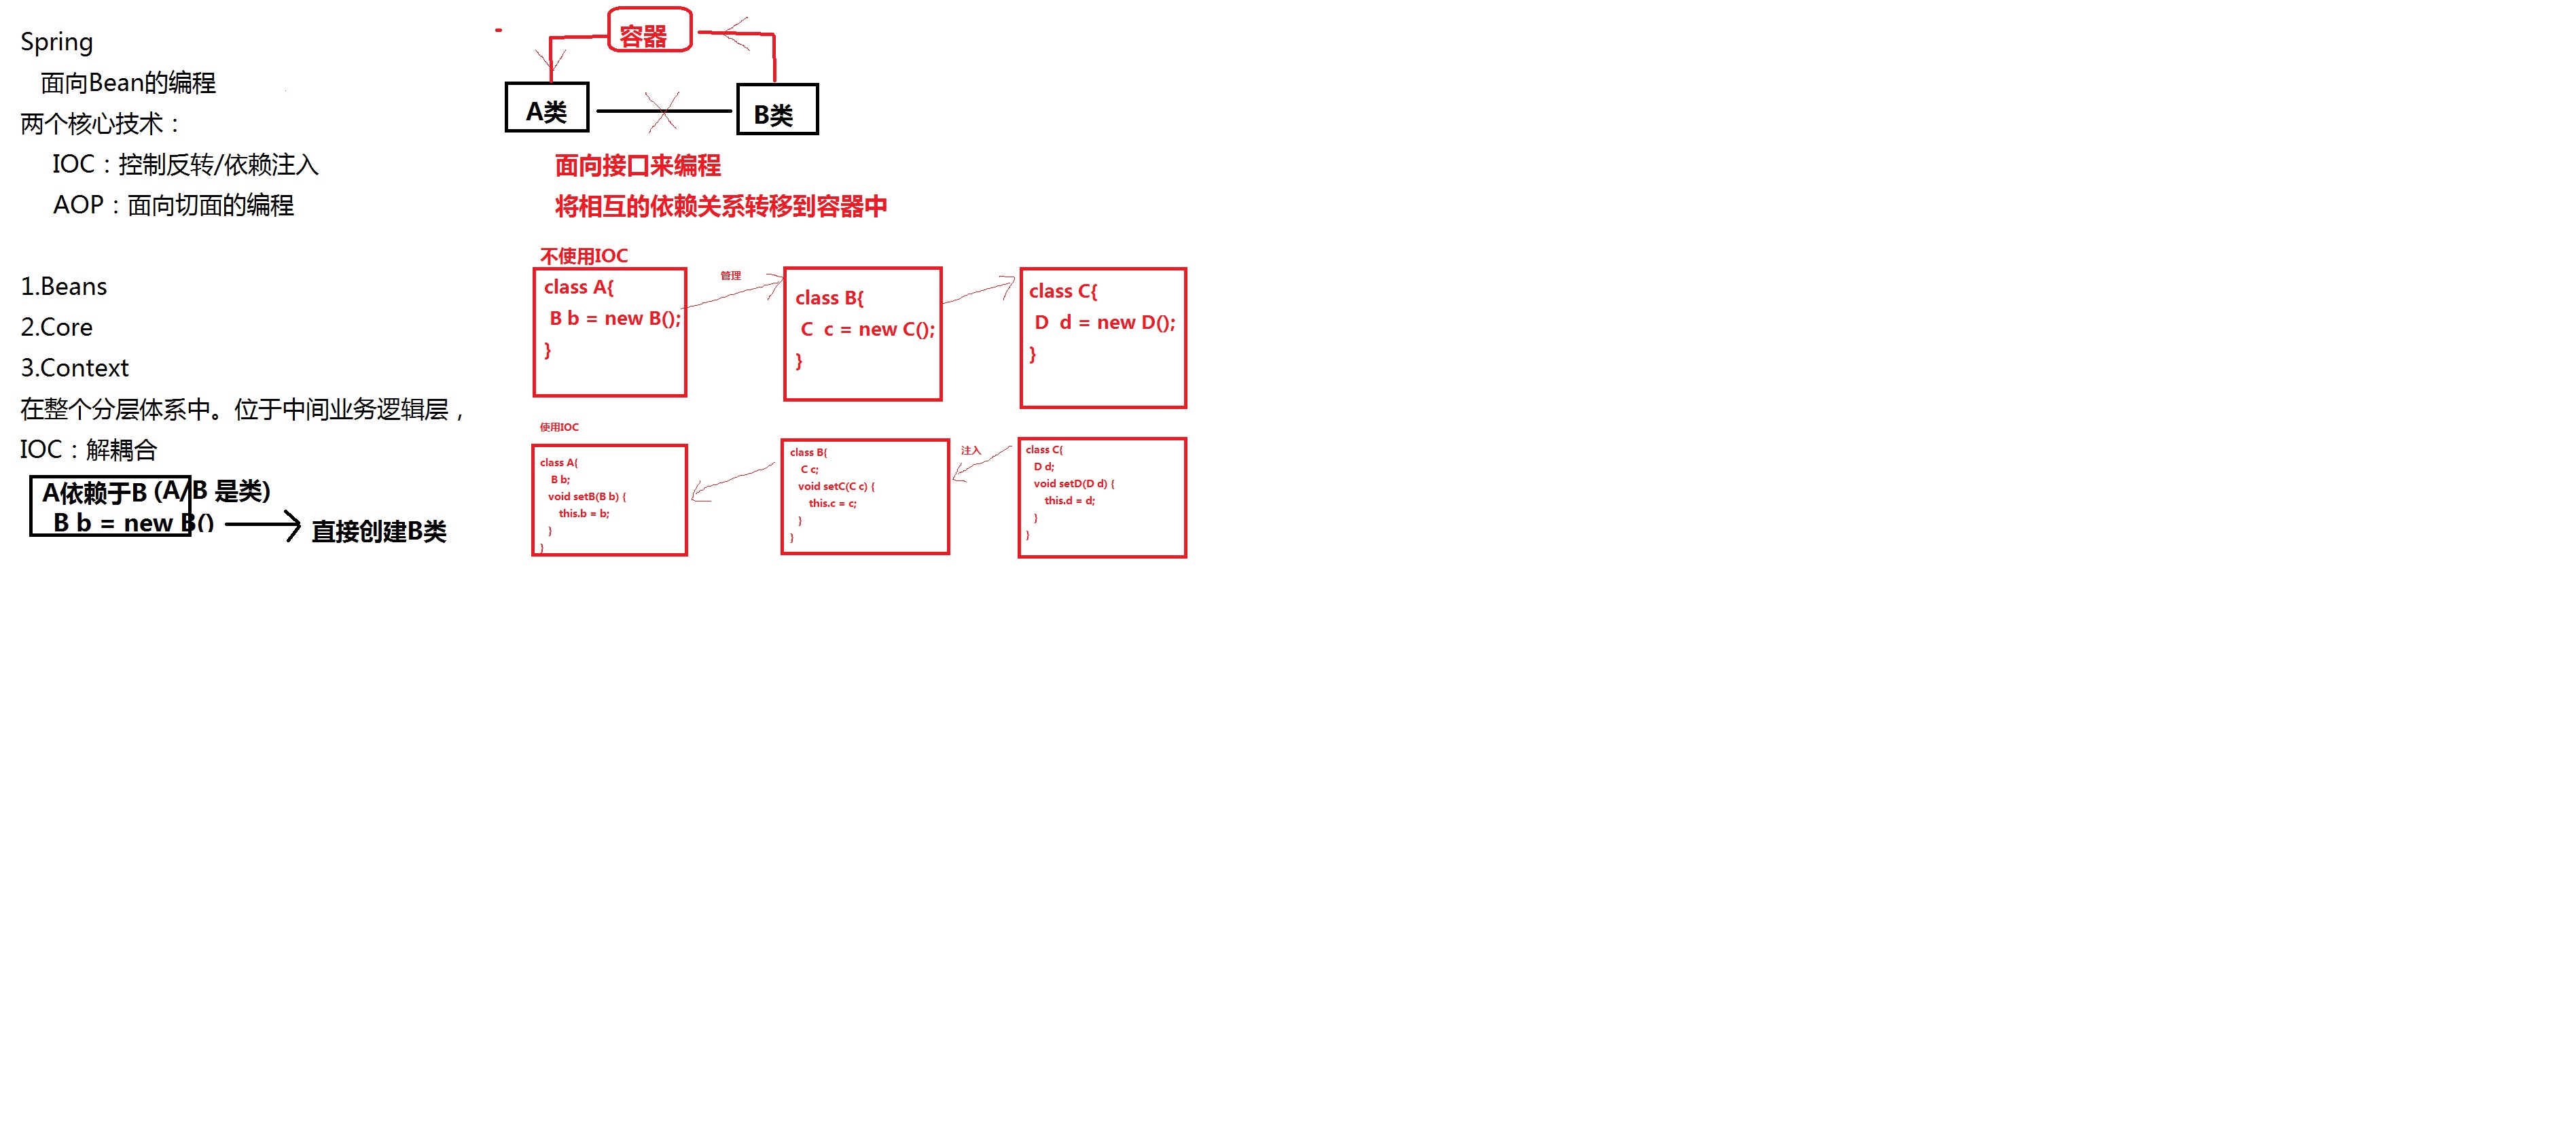 Spring
面向Bean的编程
两个核心技术：
IOC：控制反转/依赖注入
AOP：面向切面的编程
1.Beans
2.Core
3.Context
在整个分层体系中。位于中间业务逻辑层，
IOC：解耦合
A依赖于B (A/B 是类)
B b = new B()
直接创建B类
容器
A类
B类
面向接口来编程
将相互的依赖关系转移到容器中
不使用IOC
class A{
B b = new B();
}
管理
class B{
C c = new C();
}
class C{
D d = new D();
}
使用IOC
class A{
B b;
void setB(B b) {
this.b = b;
}
}
class B{
C c;
void setC(C c) {
this.c = c;
}
}
注入
class C{
D d;
void setD(D d) {
this.d = d;
}
}